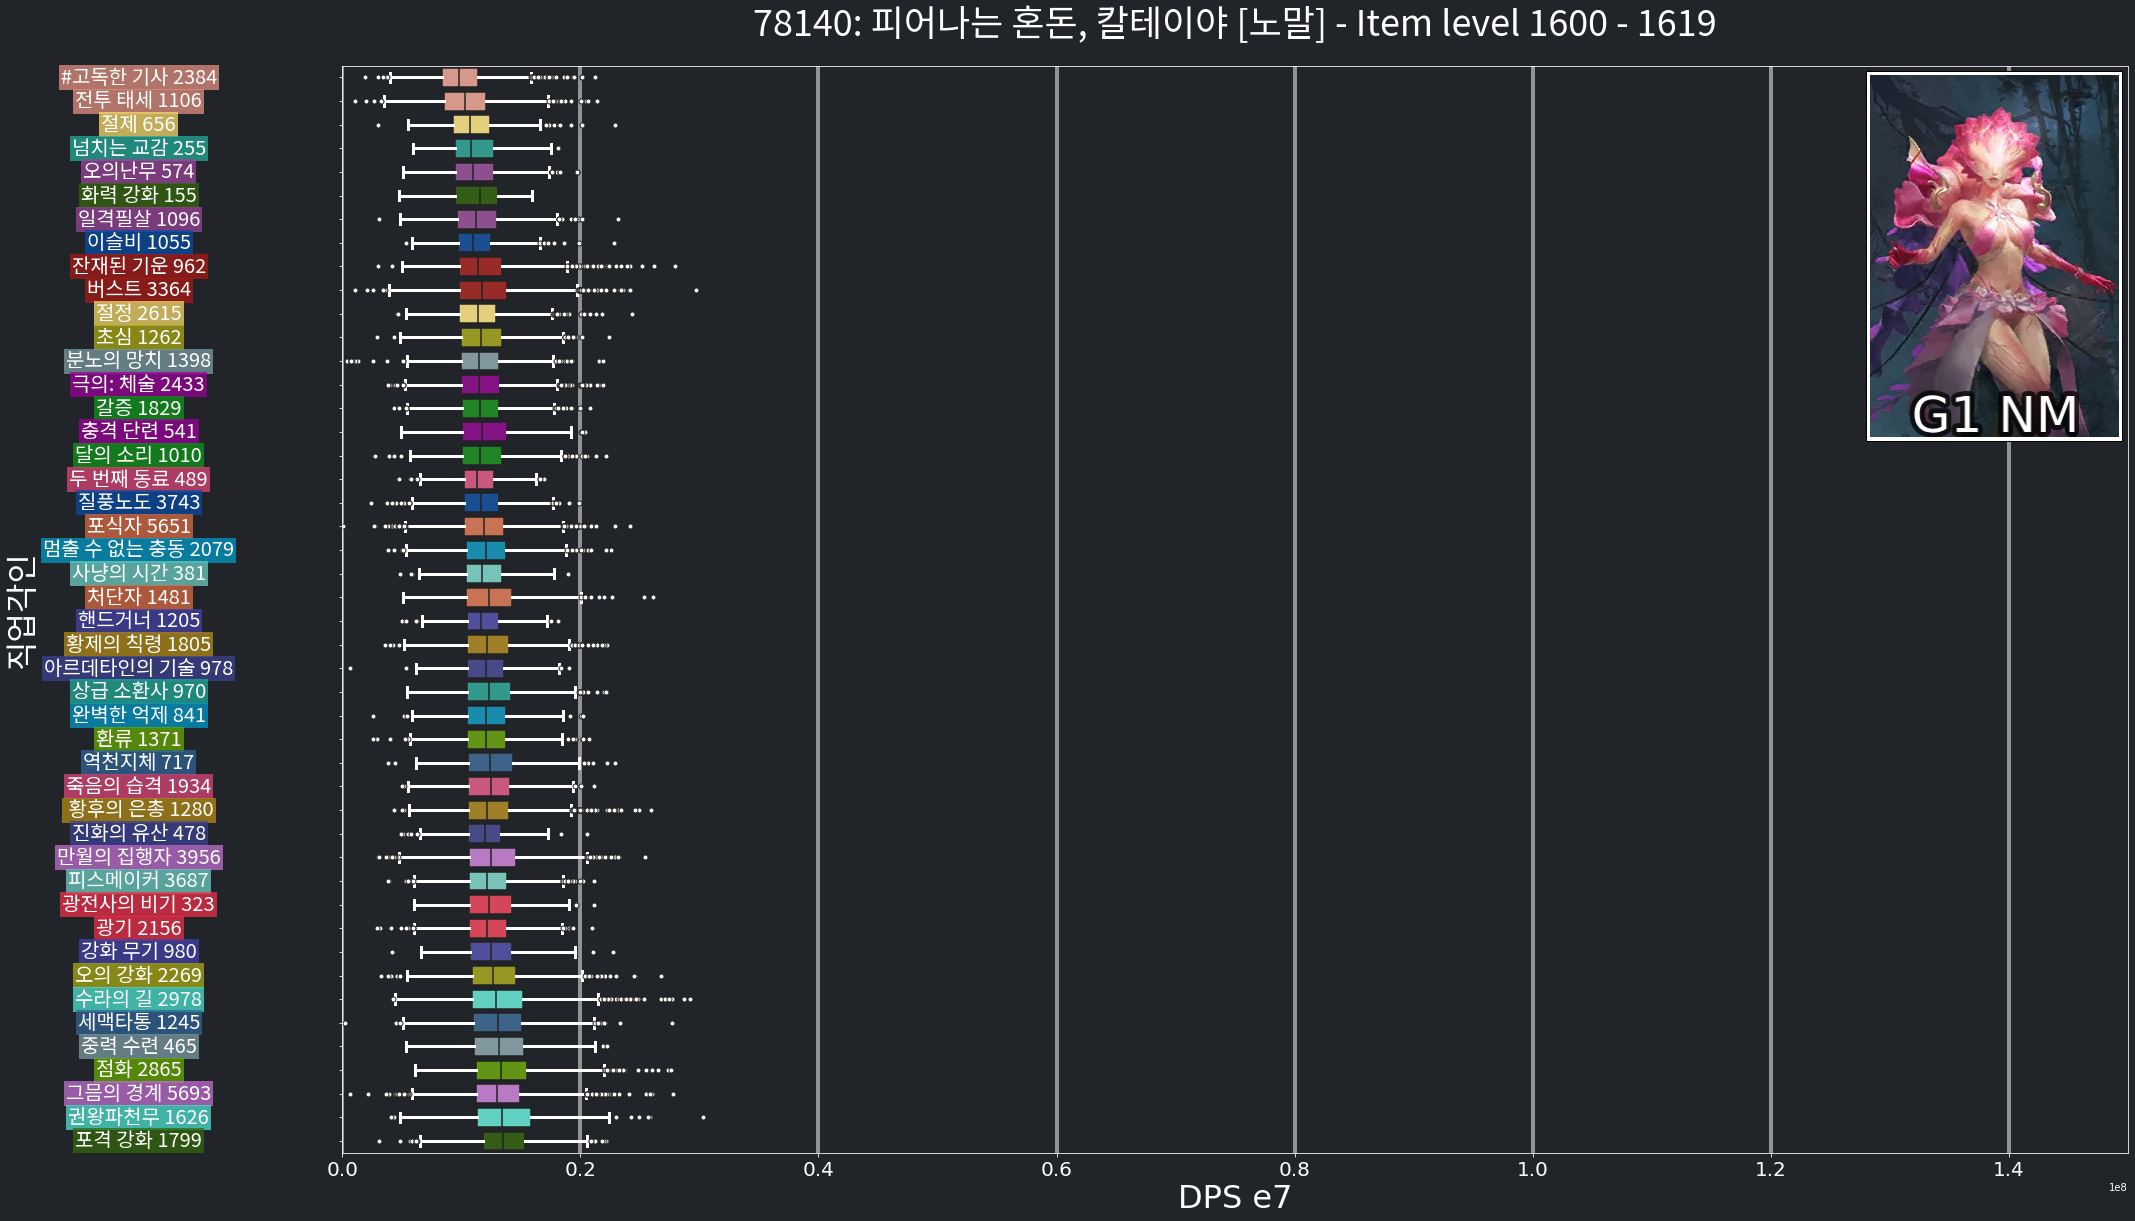 78140: 피어나는 혼돈, 칼테이야 [노말] - Item level 1600 - 1619
#고독한 기사 2384
전투 태세 1106
절제 656
넘치는 교감 255
오의난무 574
화력 강화 155
일격필살 1096
이슬비 1055
잔재된 기운 962
버스트 3364
절정 2615
초심 1262
분노의 망치 1398
극의: 체술 2433
갈증 1829
충격 단련 541
달의 소리 1010
두 번째 동료 489
질풍노도 3743
포식자 5651
멈출 수 없는 충동 2079
사냥의 시간 381
처단자 1481
핸드거너 1205
황제의 칙령 1805
아르데타인의 기술 978
상급 소환사 970
완벽한 억제 841
환류 1371
역천지체 717
죽음의 습격 1934
황후의 은총 1280
진화의 유산 478
만월의 집행자 3956
피스메이커 3687
광전사의 비기 323
광기 2156
강화 무기 980
오의 강화 2269
수라의 길 2978
세맥타통 1245
중력 수련 465
점화 2865
그믐의 경계 5693
권왕파천무 1626
포격 강화 1799
직업각인
G1 NM
0.0 0.2 0.4 0.6 0.8 1.0 1.2 1.4
1e8
DPS e7